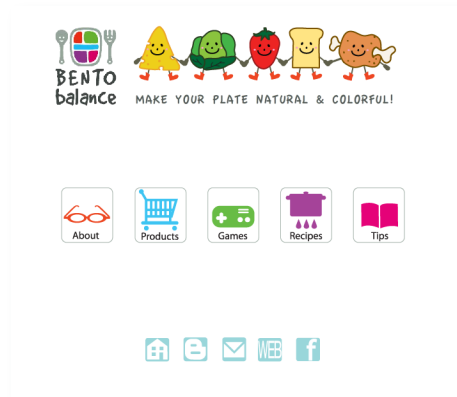 BENTO
balance
MAKE YOUR PLATE NATURAL & COLORFUL!
About
Products
Games
Recipes
Tips
WEB